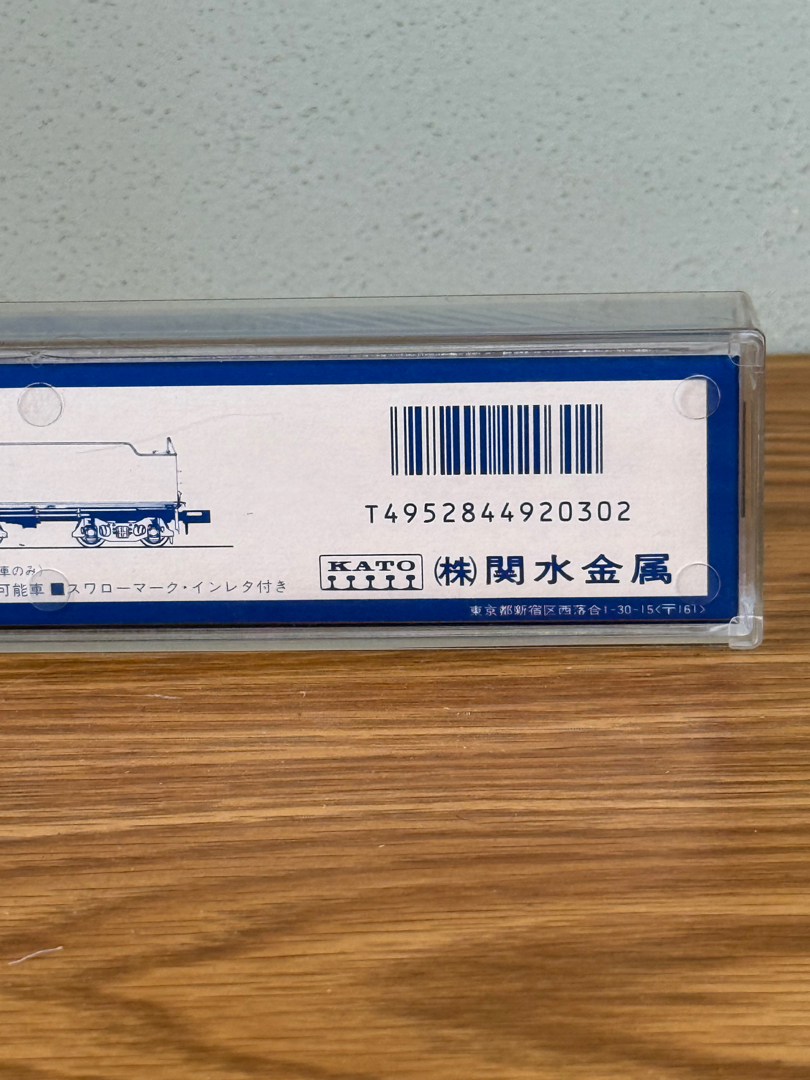 T4952844920302
車のみ)
可能車 ■スワローマーク・インレタ付き
KATO (株)関水金属
東京都新宿区西落合1-30-15<〒161>